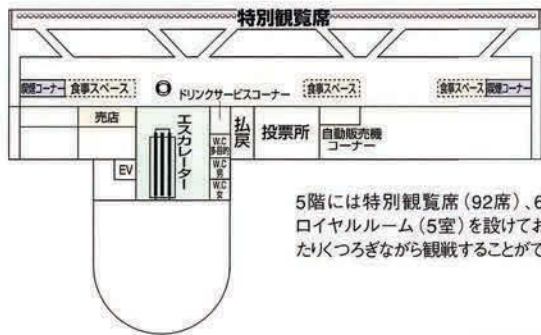 特別観覧席
喫煙コーナー
食事スペース
ドリンクサービスコーナー
食事スペース
食事スペース
喫煙コーナー
売店
エスカレーター
W.C
多目的
W.C
男
W.C
女
払戻
投票所
自動販売機
コーナー
EV
5階には特別観覧席(92席)、6
ロイヤルルーム(5室)を設けてお
たりくつろぎながら観戦することがで